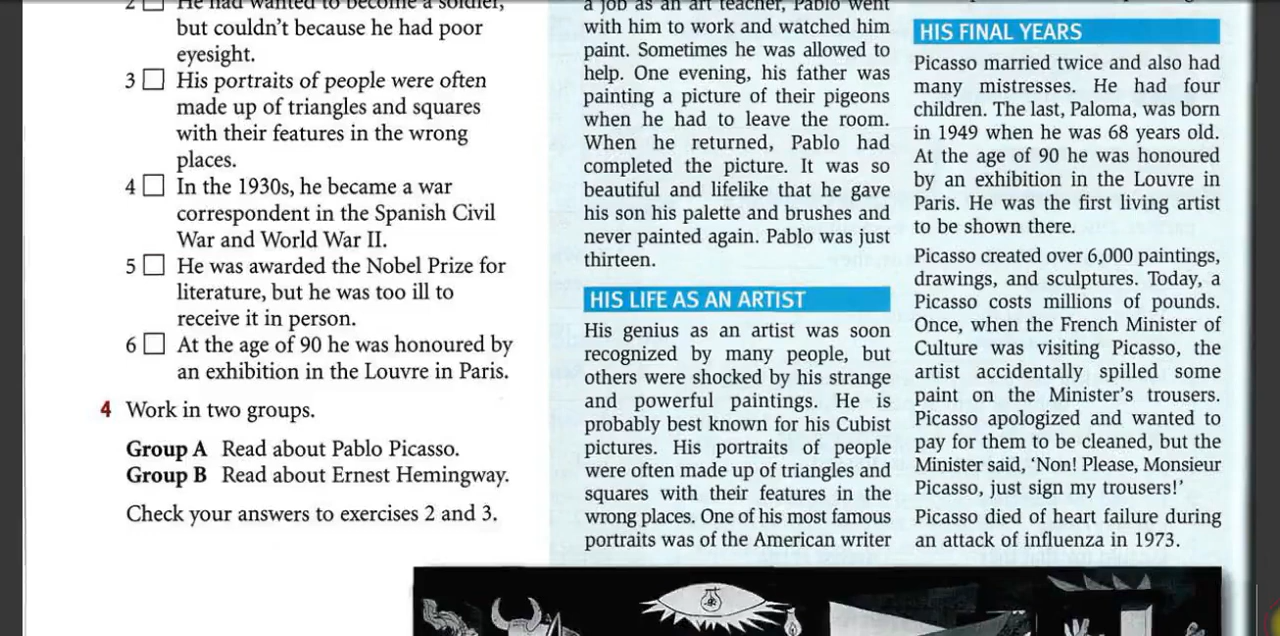 2 He had wanted to become a soldier,
but couldn't because he had poor
eyesight.
3 His portraits of people were often
made up of triangles and squares
with their features in the wrong
places.
4 In the 1930s, he became a war
correspondent in the Spanish Civil
War and World War II.
5 He was awarded the Nobel Prize for
literature, but he was too ill to
receive it in person.
6 At the age of 90 he was honoured by
an exhibition in the Louvre in Paris.
4 Work in two groups.
Group A Read about Pablo Picasso.
Group B Read about Ernest Hemingway.
Check your answers to exercises 2 and 3.
a job as an art teacher, Pablo went
with him to work and watched him
paint. Sometimes he was allowed to
help. One evening, his father was
painting a picture of their pigeons
when he had to leave the room.
When he returned, Pablo had
completed the picture. It was so
beautiful and lifelike that he gave
his son his palette and brushes and
never painted again. Pablo was just
thirteen.
HIS LIFE AS AN ARTIST
His genius as an artist was soon
recognized by many people, but
others were shocked by his strange
and powerful paintings. He is
probably best known for his Cubist
pictures. His portraits of people
were often made up of triangles and
squares with their features in the
wrong places. One of his most famous
portraits was of the American writer
HIS FINAL YEARS
Picasso married twice and also had
many mistresses. He had four
children. The last, Paloma, was born
in 1949 when he was 68 years old.
At the age of 90 he was honoured
by an exhibition in the Louvre in
Paris. He was the first living artist
to be shown there.
Picasso created over 6,000 paintings,
drawings, and sculptures. Today, a
Picasso costs millions of pounds.
Once, when the French Minister of
Culture was visiting Picasso, the
artist accidentally spilled some
paint on the Minister's trousers.
Picasso apologized and wanted to
pay for them to be cleaned, but the
Minister said, 'Non! Please, Monsieur
Picasso, just sign my trousers!'
Picasso died of heart failure during
an attack of influenza in 1973.